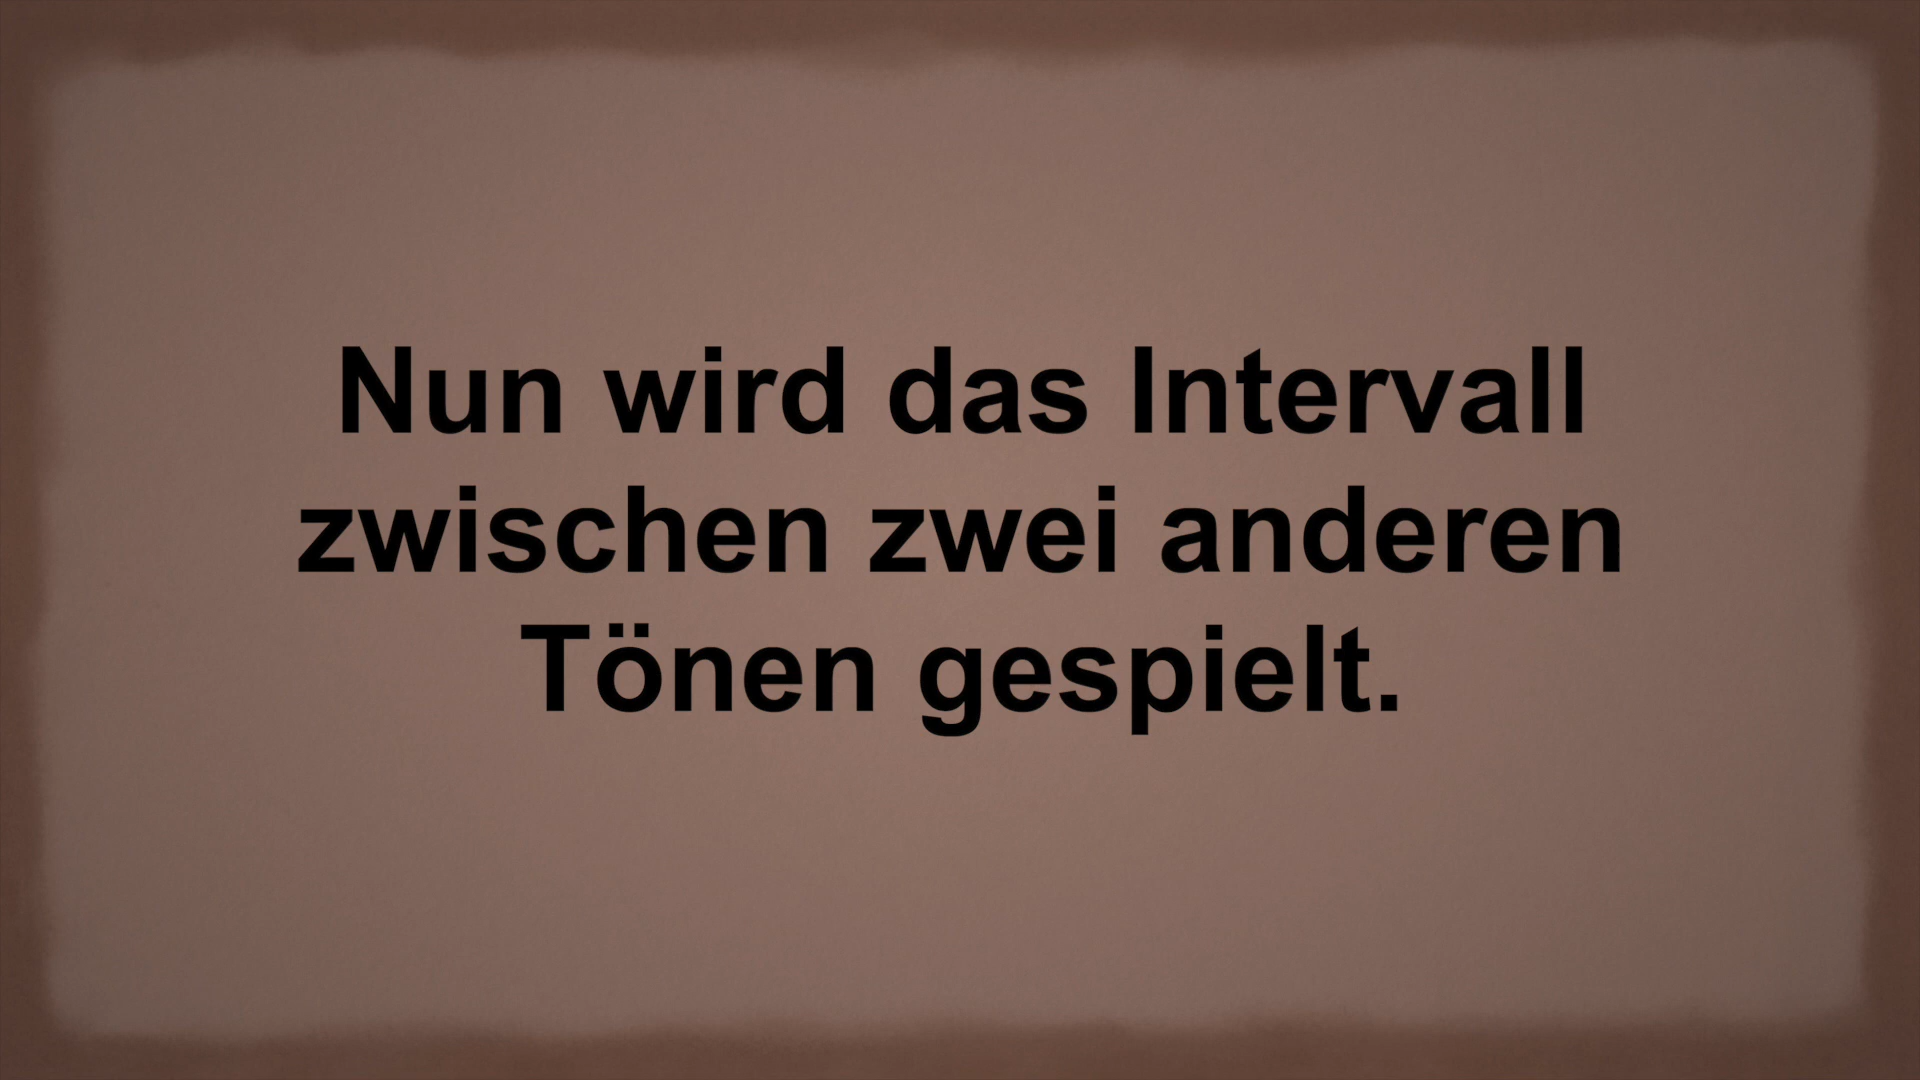 Nun wird das Intervall
zwischen zwei anderen
Tönen gespielt.